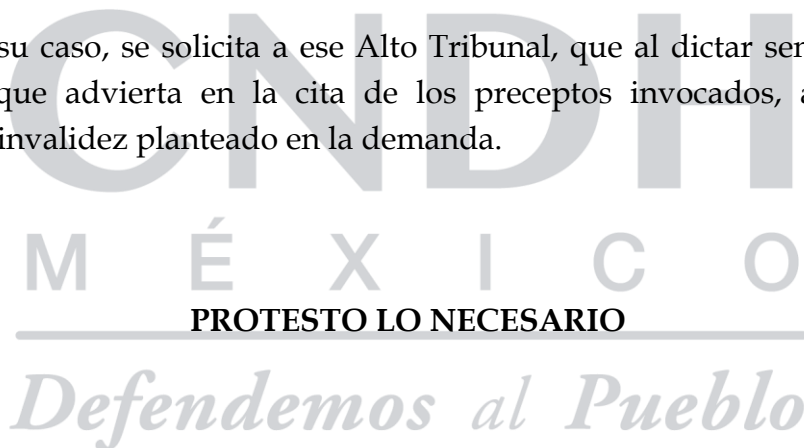 CNDH
su caso, se solicita a ese Alto Tribunal, que al dictar
que advierta en la cita de los preceptos invocados,
invalidez planteado en la demanda.
MÉXICO
PROTESTO LO NECESARIO
Defendemos al Pueblo